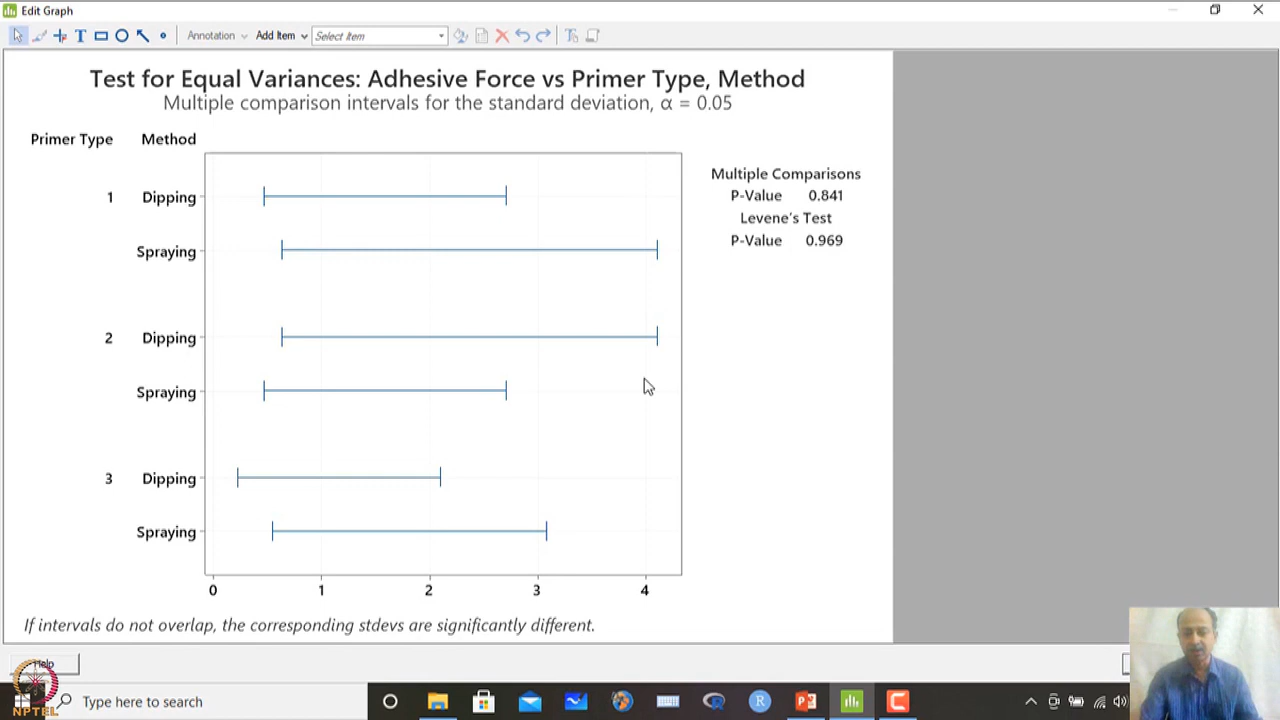 Edit Graph
T Annotation Add Item Select Item
Test for Equal Variances: Adhesive Force vs Primer Type, Method
Multiple comparison intervals for the standard deviation, α = 0.05
Primer Type Method
1 Dipping
Spraying
2 Dipping
Spraying
3 Dipping
Spraying
0 1 2 3 4
Multiple Comparisons
P-Value 0.841
Levene's Test
P-Value 0.969
If intervals do not overlap, the corresponding stdevs are significantly different.
Help
NPTEL
Type here to search